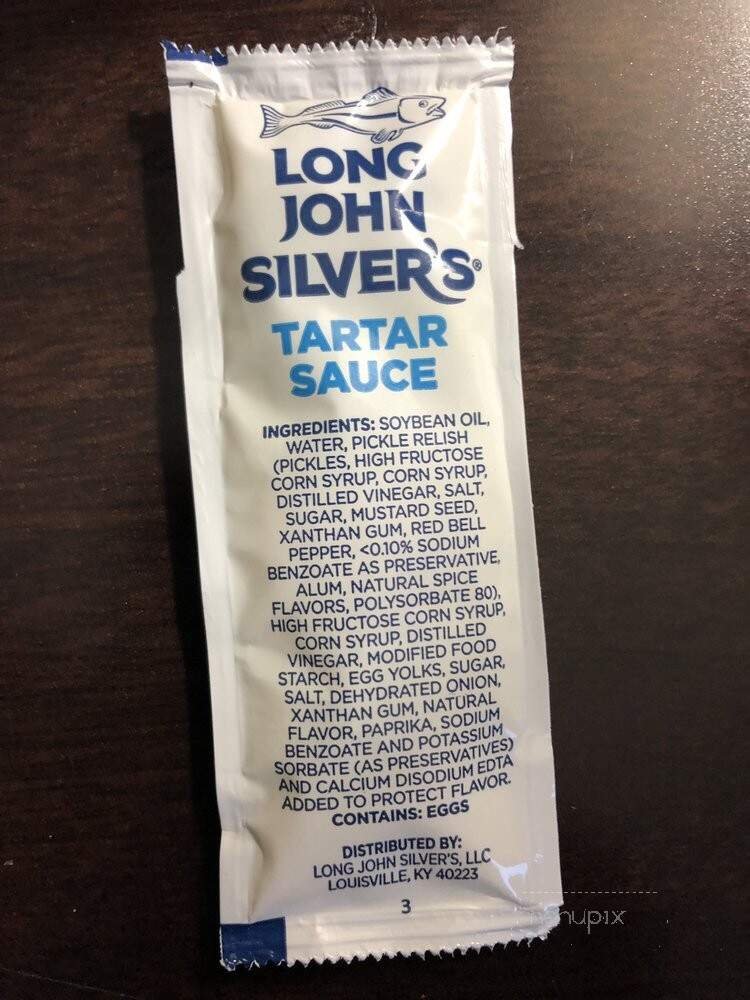 LONG
JOHN
SILVER'S®
TARTAR
SAUCE
INGREDIENTS: SOYBEAN OIL,
WATER, PICKLE RELISH
(PICKLES, HIGH FRUCTOSE
CORN SYRUP, CORN SYRUP,
DISTILLED VINEGAR, SALT,
SUGAR, MUSTARD SEED,
XANTHAN GUM, RED BELL
PEPPER, <0.10% SODIUM
BENZOATE AS PRESERVATIVE,
ALUM, NATURAL SPICE
FLAVORS, POLYSORBATE 80),
HIGH FRUCTOSE CORN SYRUP,
CORN SYRUP, DISTILLED
VINEGAR, MODIFIED FOOD
STARCH, EGG YOLKS, SUGAR,
SALT, DEHYDRATED ONION,
XANTHAN GUM, NATURAL
FLAVOR, PAPRIKA, SODIUM
BENZOATE AND POTASSIUM
SORBATE (AS PRESERVATIVES)
AND CALCIUM DISODIUM EDTA
ADDED TO PROTECT FLAVOR.
CONTAINS: EGGS
DISTRIBUTED BY:
LONG JOHN SILVER'S, LLC
LOUISVILLE, KY 40223
3